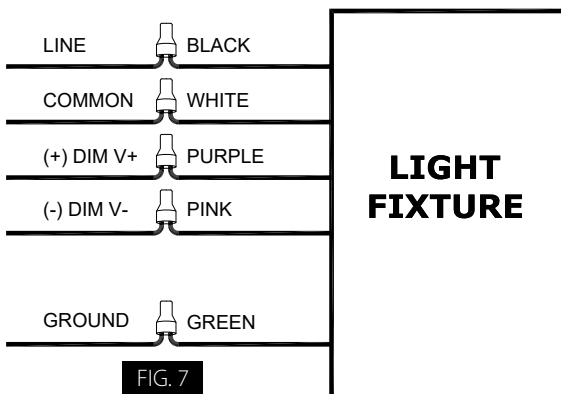 LINE BLACK
COMMON WHITE
(+) DIM V+ PURPLE
(-) DIM V- PINK
GROUND GREEN
LIGHT
FIXTURE
FIG. 7